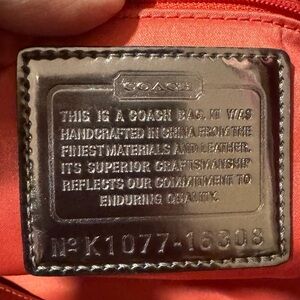 COACH
THIS IS A COACH BAG. IT WAS
HANDCRAFTED IN CHINA FROM THE
FINEST MATERIALS AND LEATHER.
ITS SUPERIOR CRAFTSMANSHIP
REFLECTS OUR COMMITMENT TO
ENDURING QUALITY.
Nº K1077-16308